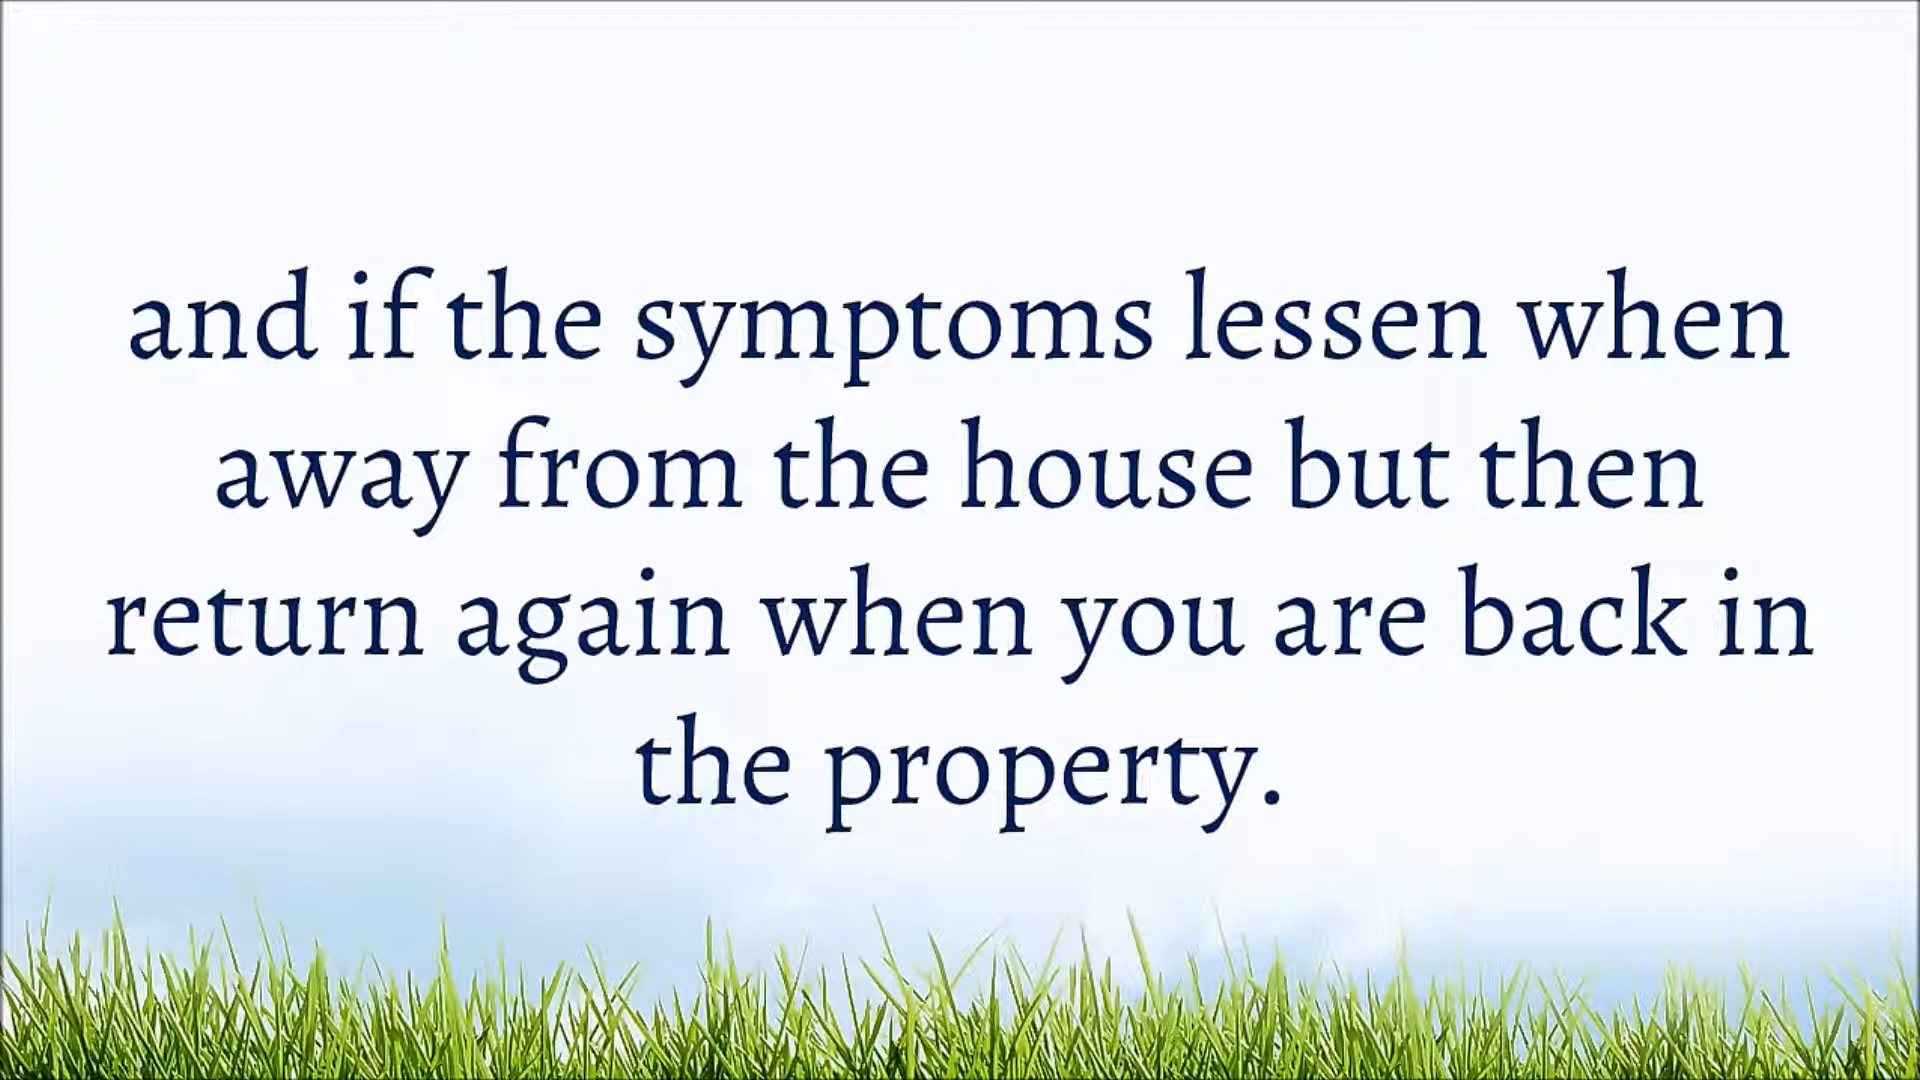 and if the symptoms lessen when
away from the house but then
return again when you are back in
the property.